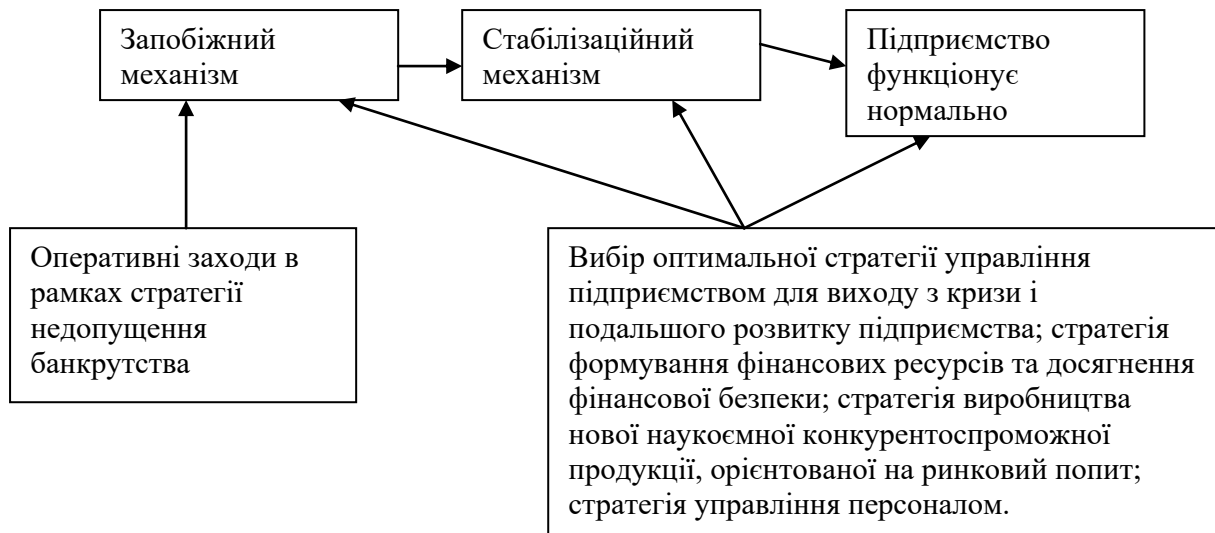 Запобіжний
механізм
Стабілізаційний
механізм
Підприємство
функціонує
нормально
Оперативні заходи в
рамках стратегії
недопущення
банкрутства
Вибір оптимальної стратегії управління
підприємством для виходу з кризи і
подальшого розвитку підприємства; стратегія
формування фінансових ресурсів та досягнення
фінансової безпеки; стратегія виробництва
нової наукоємної конкурентоспроможної
продукції, орієнтованої на ринковий попит;
стратегія управління персоналом.